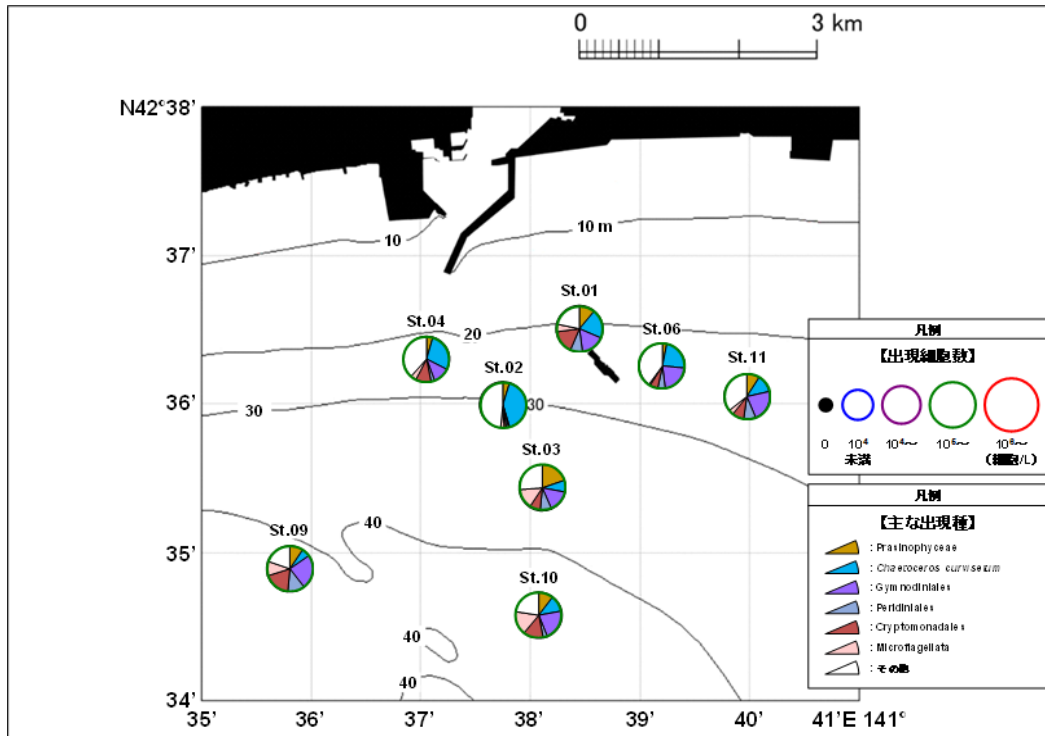 0 3 km
N42°38’
37’
36’
35’
34’
10
10 m
20
30
30
40
40
40
St.01
St.04
St.06
St.02
St.11
St.03
St.09
St.10
35’ 36’ 37’ 38’ 39’ 40’ 41’E 141°
凡例
【出現細胞数】
0 10⁴ 10⁴~ 10⁵~ 10⁶~
未満 (細胞/L)
凡例
【主な出現種】
: Prasinophyceae
: Chaetoceros curvisetum
: Gymnodiniales
: Peridiniales
: Cryptomonadales
: Microflagellata
: その他